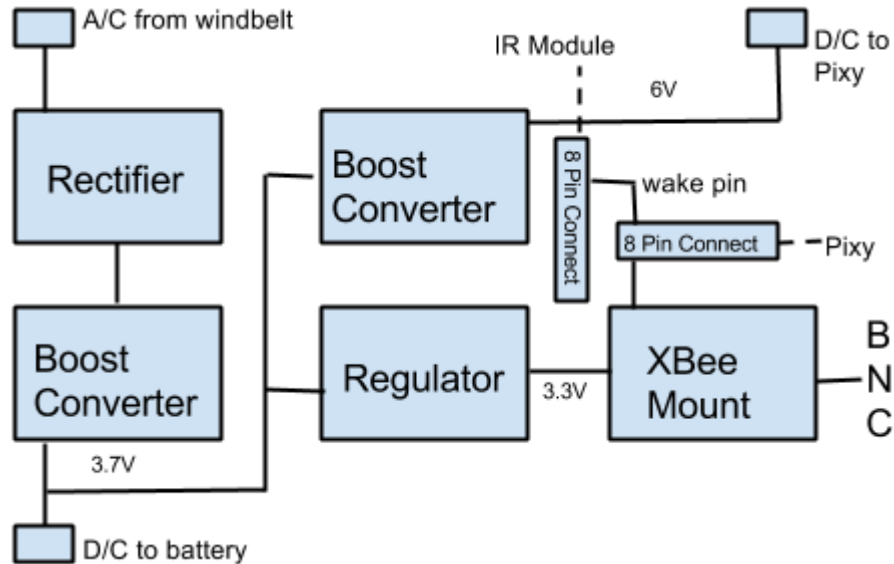 A/C from windbelt
IR Module
D/C to
Pixy
6V
Rectifier
Boost
Converter
8 Pin Connect
wake pin
8 Pin Connect
Pixy
Boost
Converter
Regulator
3.3V
XBee
Mount
B
N
C
3.7V
D/C to battery